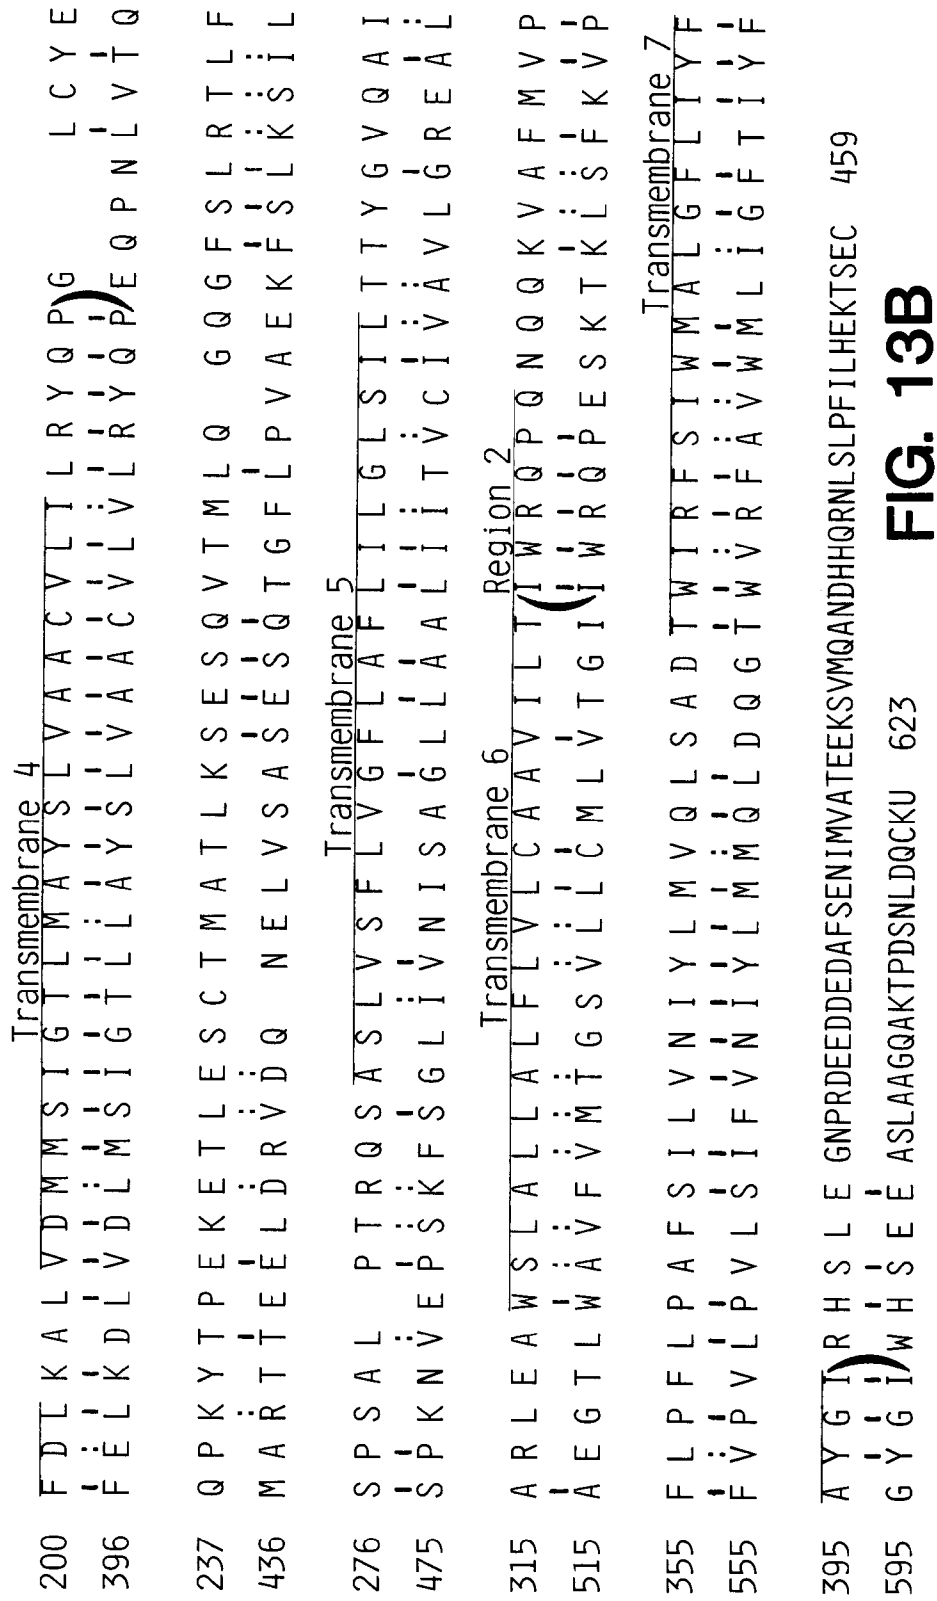 Transmembrane 4
200 F D L K A L V D M M S I G T L M A Y S L V A A C V L I L R Y Q P G L C Y E
396 F E L K D L V D L M S I G T L L A Y S L V A A C V L V L R Y Q P E Q P N L V T Q
237 Q P K Y T P E K E T L E S C T M A T L K S E S Q V T M L Q G Q G F S L R T L F
436 M A R T T E E L D R V D Q N E L V S A S E S Q T G F L P V A E K F S L K S I L
Transmembrane 5
276 S P S A L P T R Q S A S L V S F L V G F L A F L I L G L S I L T T Y G V Q A I
475 S P K N V E P S K F S G L I V N I S A G L L A A L I I T V C I V A V L G R E A L
Transmembrane 6 Region 2
315 A R L E A W S L A L L A L F L V L C A A V I L T ( I W R Q P Q N Q Q K V A F M V P
515 A E G T L W A V F V M T G S V L L C M L V T G I ( I W R Q P E S K T K L S F K V P
Transmembrane 7
355 F L P F L P A F S I L V N I Y L M V Q L S A D T W I R F S I W M A L G F L I Y F
555 F V P V L P V L S I F V N I Y L M M Q L D Q G T W V R F A V W M L I G F T I Y F
395 A Y G I ) R H S L E GNPRDEEDDEDAFSENIMVATEEKSVMQANDHHQRNLSLPFILHEKTSEC 459
595 G Y G I ) W H S E E ASLAAGQAKTPDSNLDQCKU 623
FIG. 13B